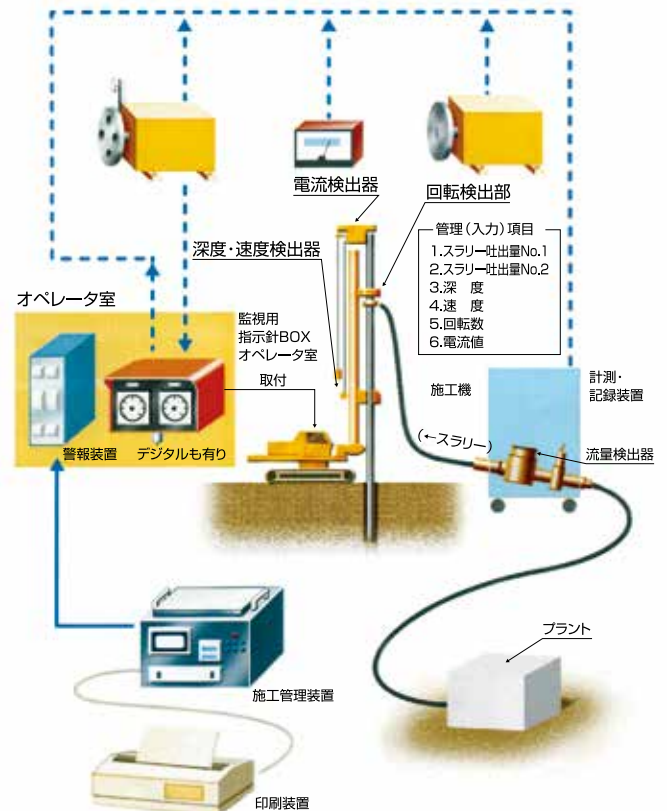 電流検出器
回転検出部
管理(入力)項目
1.スラリー吐出量No.1
2.スラリー吐出量No.2
3.深 度
4.速 度
5.回転数
6.電流値
深度・速度検出器
オペレータ室
監視用
指示計BOX
オペレータ室
取付
警報装置
デジタルも有り
施工機
計測・
記録装置
(←スラリー)
流量検出器
プラント
施工管理装置
印刷装置